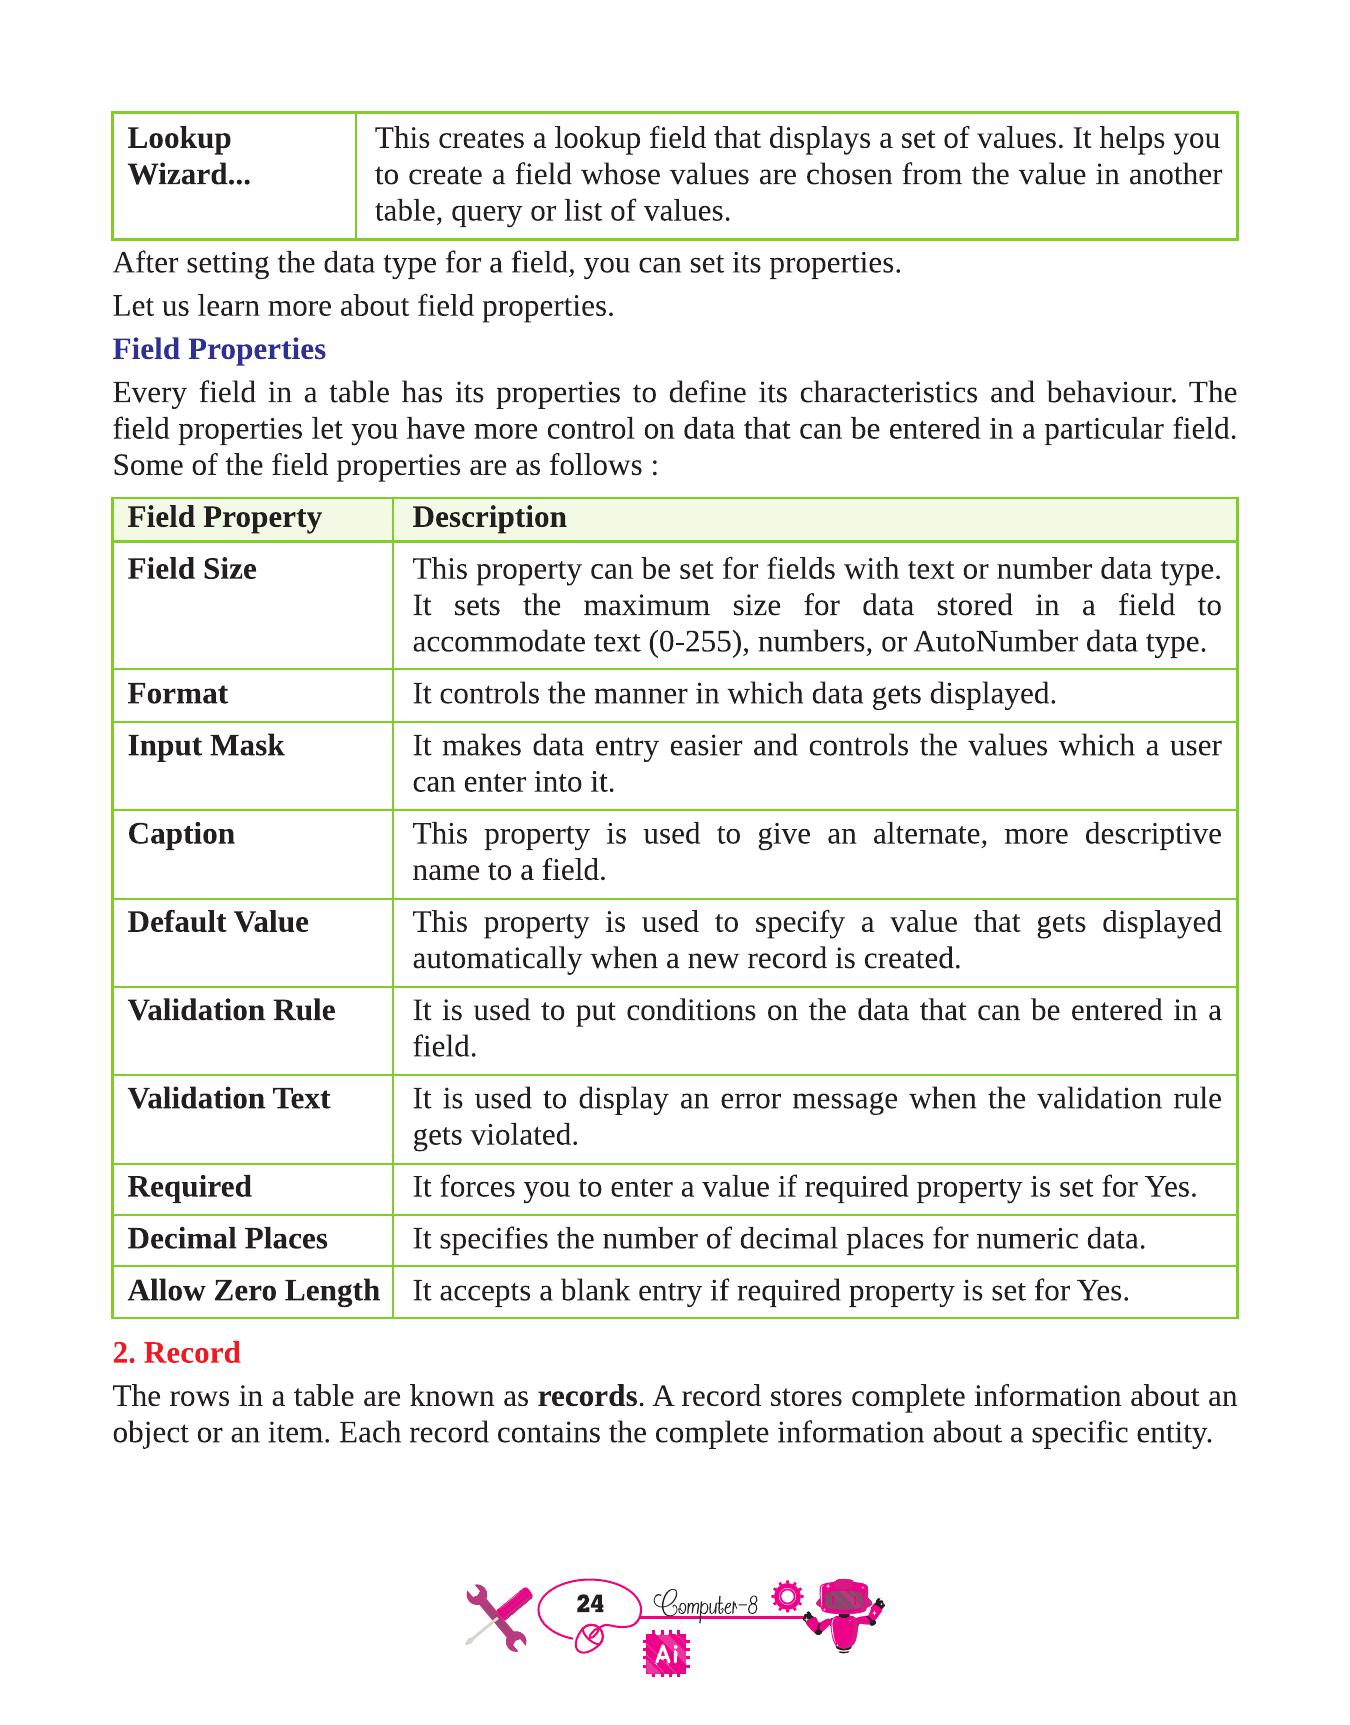 Lookup
Wizard...
This creates a lookup field that displays a set of values. It helps you
to create a field whose values are chosen from the value in another
table, query or list of values.
After setting the data type for a field, you can set its properties.
Let us learn more about field properties.
Field Properties
Every field in a table has its properties to define its characteristics and behaviour. The
field properties let you have more control on data that can be entered in a particular field.
Some of the field properties are as follows :
Field Property
Description
Field Size
This property can be set for fields with text or number data type.
It sets the maximum size for data stored in a field to
accommodate text (0-255), numbers, or AutoNumber data type.
Format
It controls the manner in which data gets displayed.
Input Mask
It makes data entry easier and controls the values which a user
can enter into it.
Caption
This property is used to give an alternate, more descriptive
name to a field.
Default Value
This property is used to specify a value that gets displayed
automatically when a new record is created.
Validation Rule
It is used to put conditions on the data that can be entered in a
field.
Validation Text
It is used to display an error message when the validation rule
gets violated.
Required
It forces you to enter a value if required property is set for Yes.
Decimal Places
It specifies the number of decimal places for numeric data.
Allow Zero Length
It accepts a blank entry if required property is set for Yes.
2. Record
The rows in a table are known as records. A record stores complete information about an
object or an item. Each record contains the complete information about a specific entity.
24
Computer-8
Ai